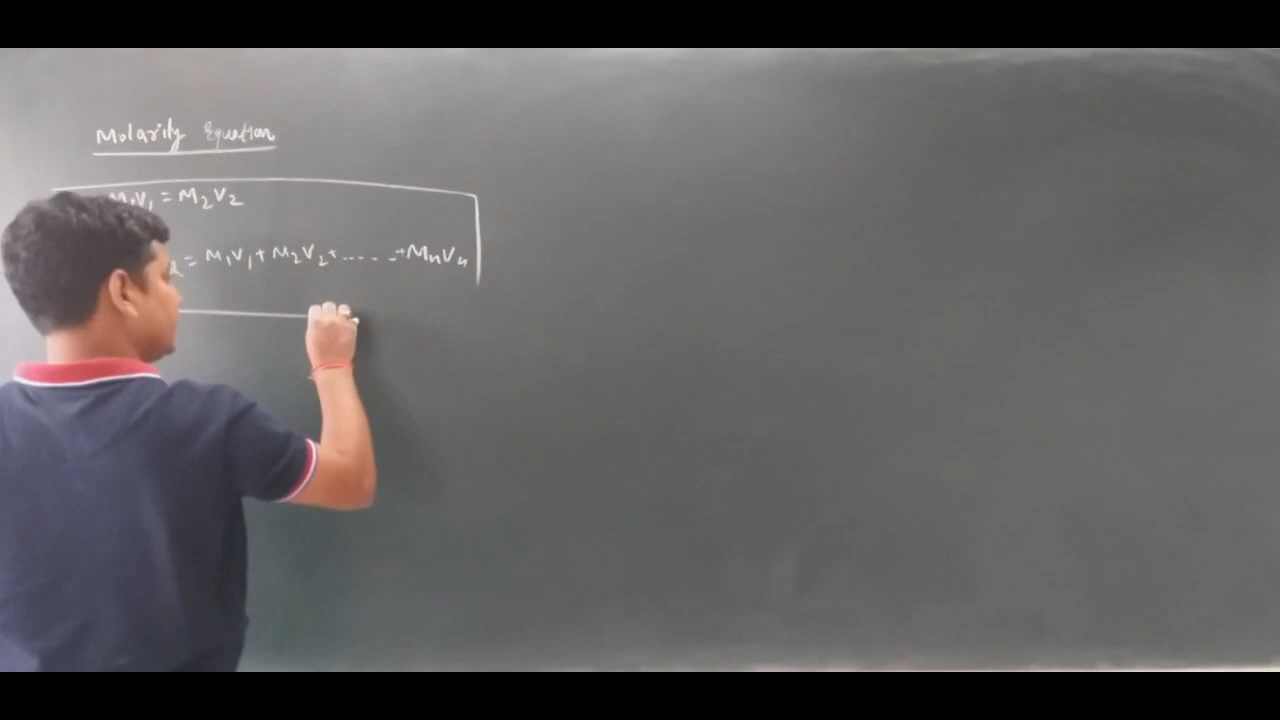 Molarity Equation
M₁V₁ = M₂V₂
= M₁V₁ + M₂V₂ + ...... + MₙVₙ